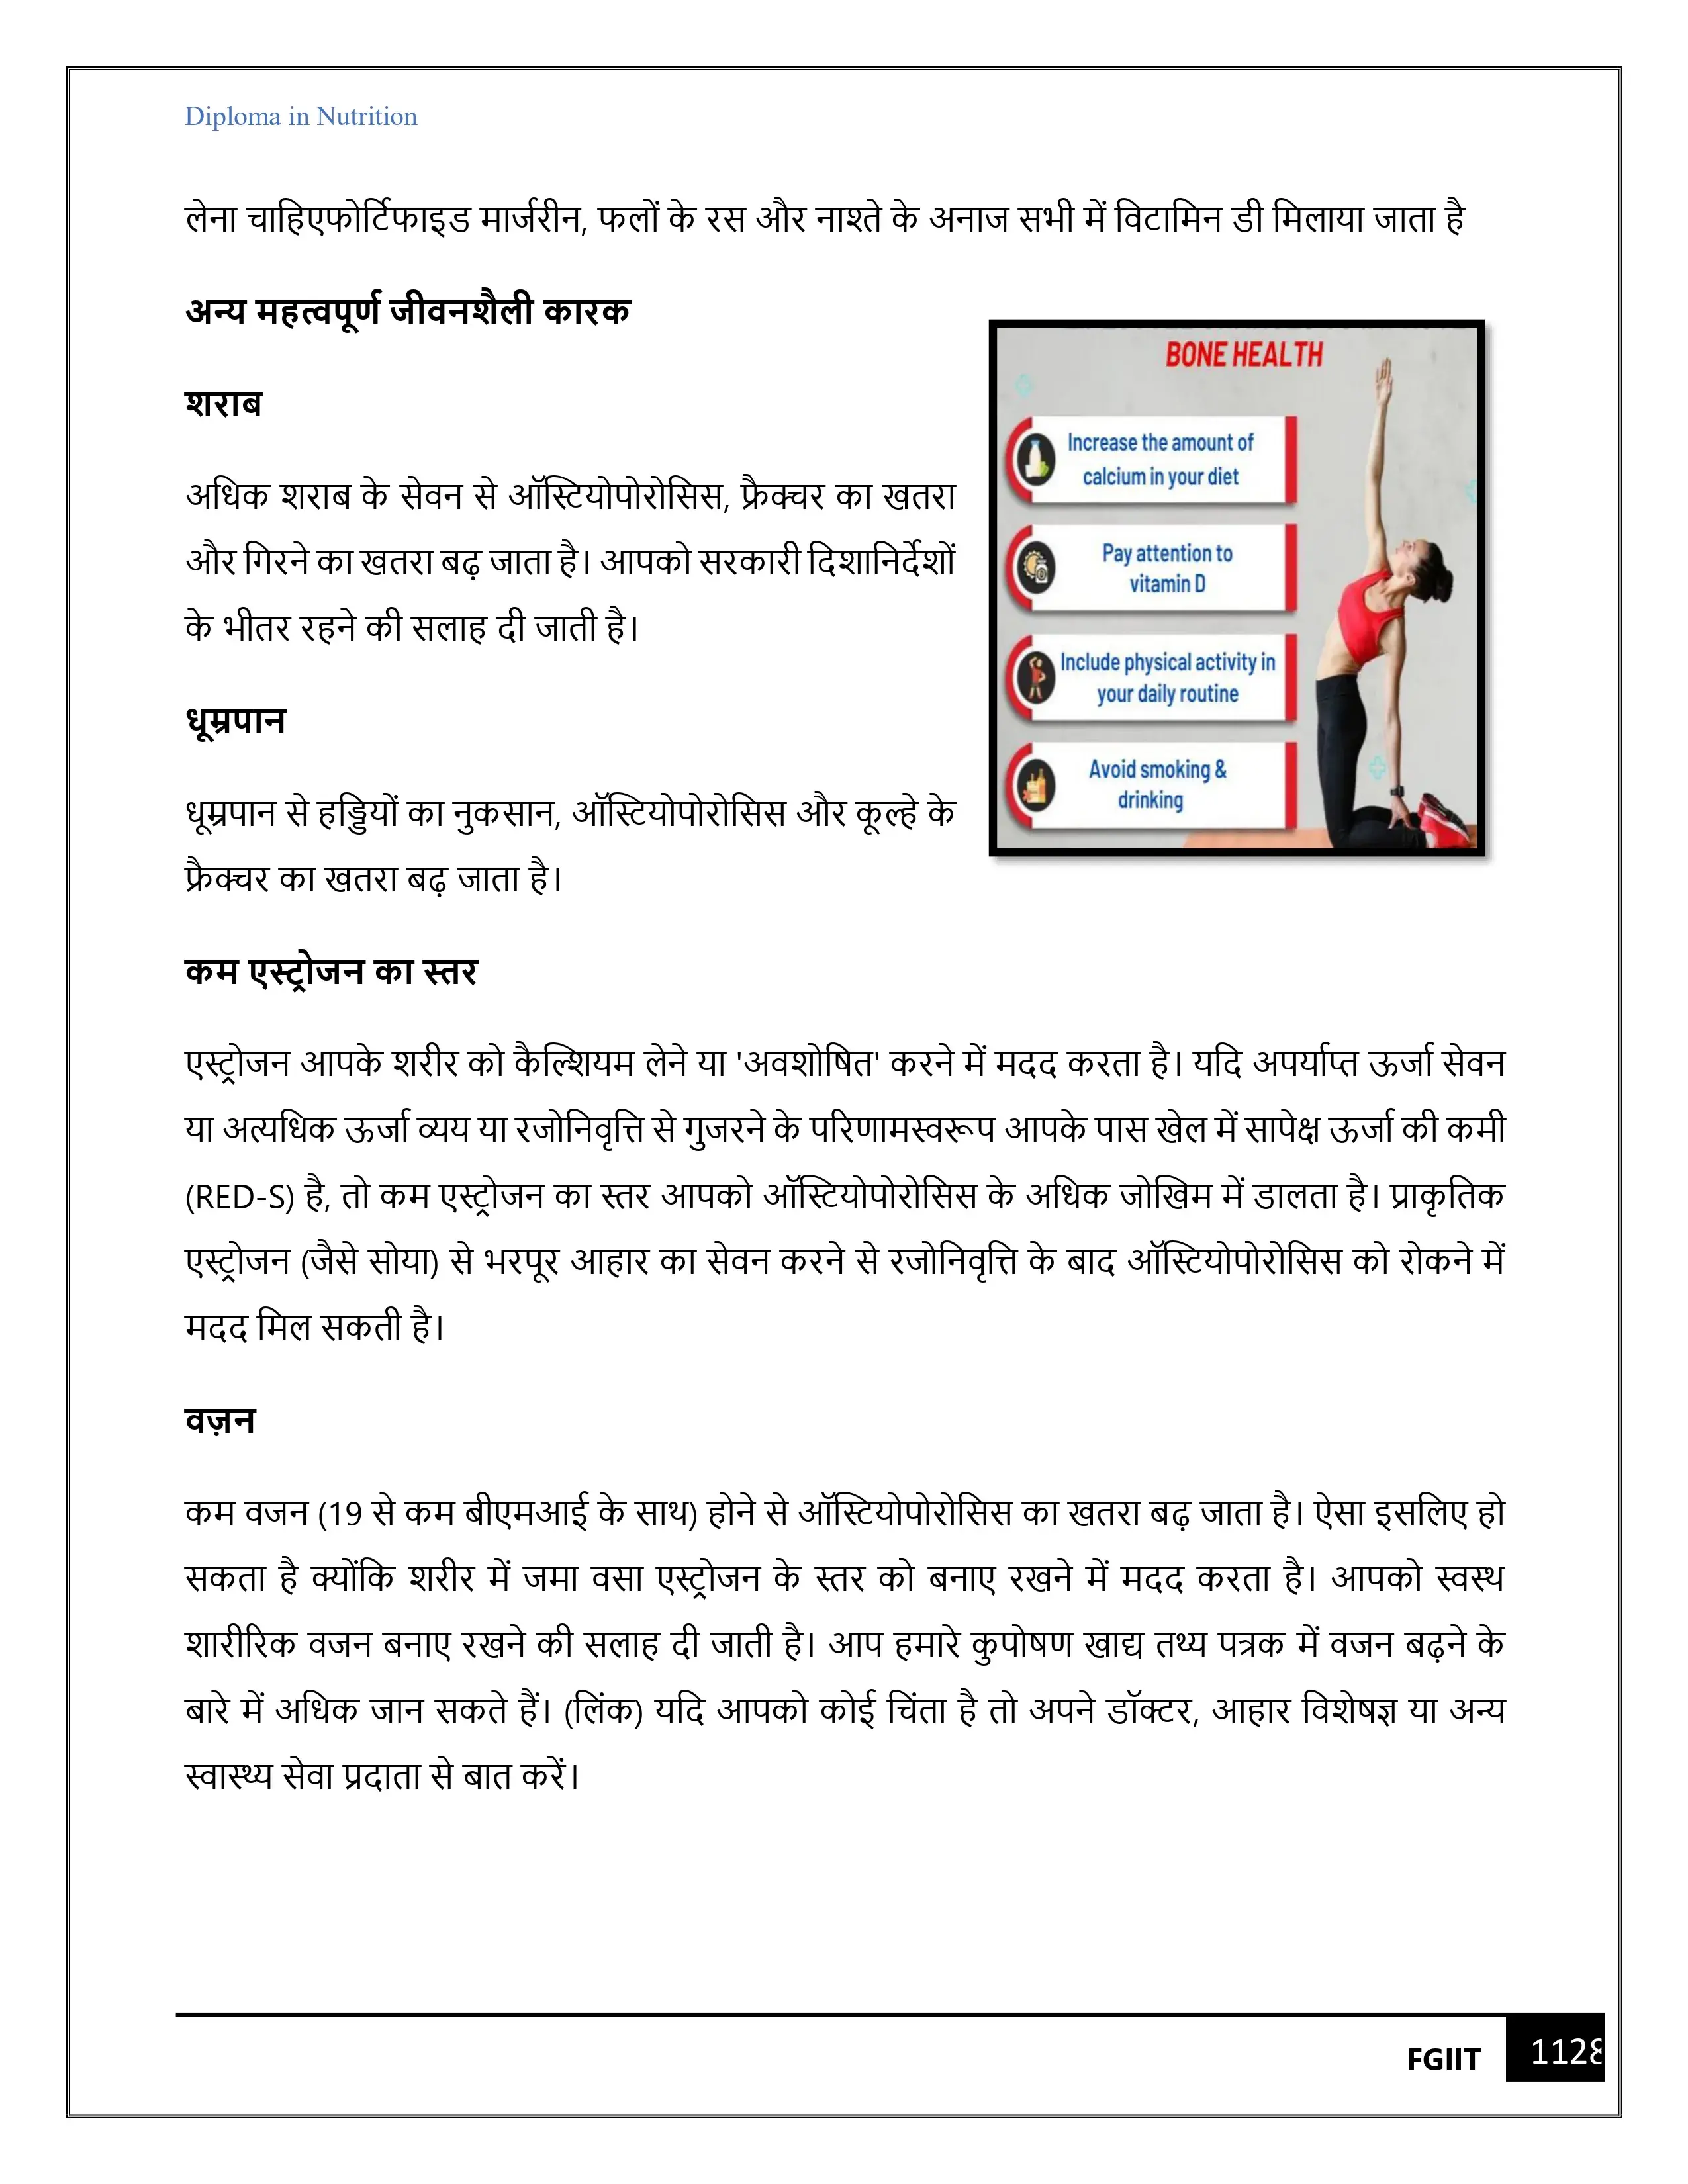 Diploma in Nutrition
लेना चाहिएफोर्टिफाइड मार्जरीन, फलों के रस और नाश्ते के अनाज सभी में विटामिन डी मिलाया जाता है
अन्य महत्वपूर्ण जीवनशैली कारक
शराब
अधिक शराब के सेवन से ऑस्टियोपोरोसिस, फ्रैक्चर का खतरा
और गिरने का खतरा बढ़ जाता है। आपको सरकारी दिशानिर्देशों
के भीतर रहने की सलाह दी जाती है।
धूम्रपान
धूम्रपान से हड्डियों का नुकसान, ऑस्टियोपोरोसिस और कूल्हे के
फ्रैक्चर का खतरा बढ़ जाता है।
BONE HEALTH
Increase the amount of
calcium in your diet
Pay attention to
vitamin D
Include physical activity in
your daily routine
Avoid smoking &
drinking
कम एस्ट्रोजन का स्तर
एस्ट्रोजन आपके शरीर को कैल्शियम लेने या 'अवशोषित' करने में मदद करता है। यदि अपर्याप्त ऊर्जा सेवन
या अत्यधिक ऊर्जा व्यय या रजोनिवृत्ति से गुजरने के परिणामस्वरूप आपके पास खेल में सापेक्ष ऊर्जा की कमी
(RED-S) है, तो कम एस्ट्रोजन का स्तर आपको ऑस्टियोपोरोसिस के अधिक जोखिम में डालता है। प्राकृतिक
एस्ट्रोजन (जैसे सोया) से भरपूर आहार का सेवन करने से रजोनिवृत्ति के बाद ऑस्टियोपोरोसिस को रोकने में
मदद मिल सकती है।
वज़न
कम वजन (19 से कम बीएमआई के साथ) होने से ऑस्टियोपोरोसिस का खतरा बढ़ जाता है। ऐसा इसलिए हो
सकता है क्योंकि शरीर में जमा वसा एस्ट्रोजन के स्तर को बनाए रखने में मदद करता है। आपको स्वस्थ
शारीरिक वजन बनाए रखने की सलाह दी जाती है। आप हमारे कुपोषण खाद्य तथ्य पत्रक में वजन बढ़ने के
बारे में अधिक जान सकते हैं। (लिंक) यदि आपको कोई चिंता है तो अपने डॉक्टर, आहार विशेषज्ञ या अन्य
स्वास्थ्य सेवा प्रदाता से बात करें।
FGIIT 1128